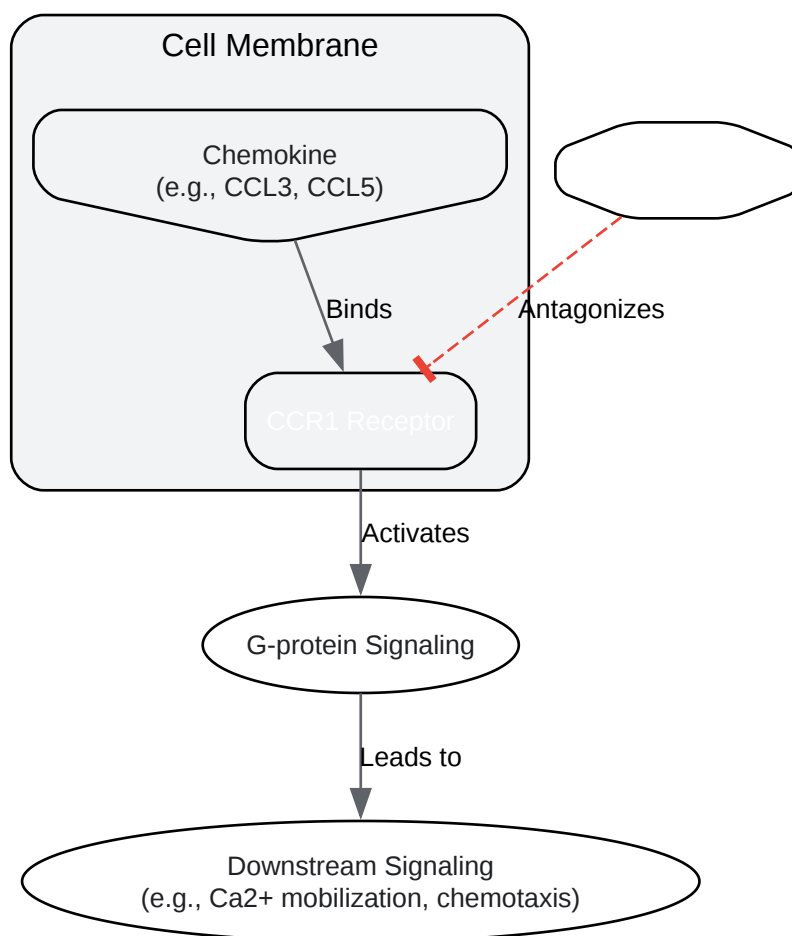 Cell Membrane
Chemokine
(e.g., CCL3, CCL5)
Binds
Antagonizes
CCR1 Receptor
Activates
G-protein Signaling
Leads to
Downstream Signaling
(e.g., Ca2+ mobilization, chemotaxis)